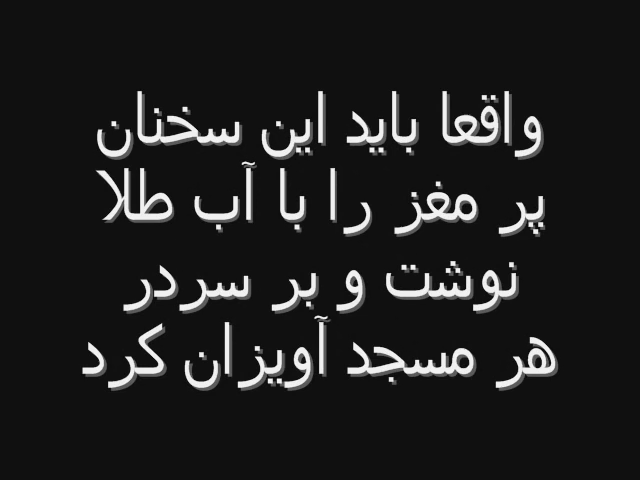 واقعا باید این سخنان
پر مغز را با آب طلا
نوشت و بر سردر
هر مسجد آویزان کرد